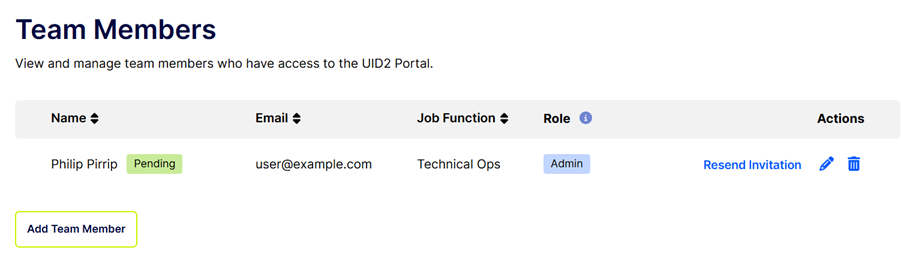 Team Members
View and manage team members who have access to the UID2 Portal.
Name Email Job Function Role Actions
Philip Pirrip Pending user@example.com Technical Ops Admin Resend Invitation
Add Team Member